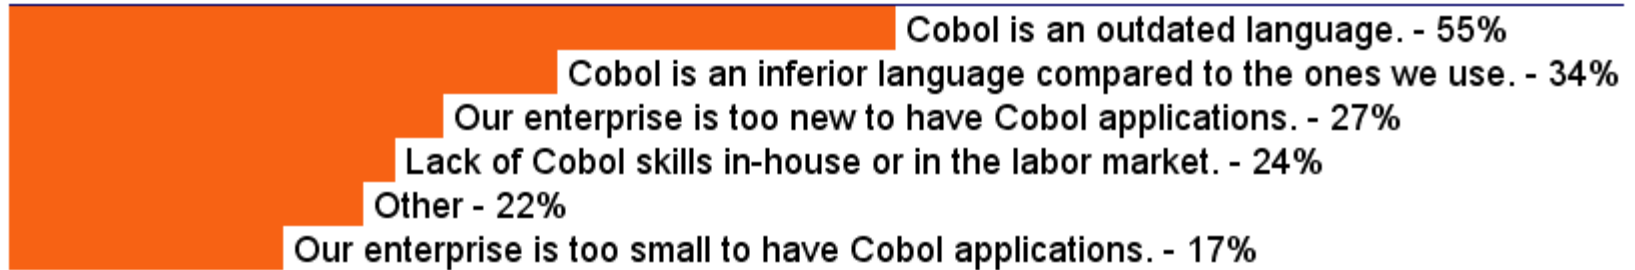 Cobol is an outdated language. - 55%
Cobol is an inferior language compared to the ones we use. - 34%
Our enterprise is too new to have Cobol applications. - 27%
Lack of Cobol skills in-house or in the labor market. - 24%
Other - 22%
Our enterprise is too small to have Cobol applications. - 17%